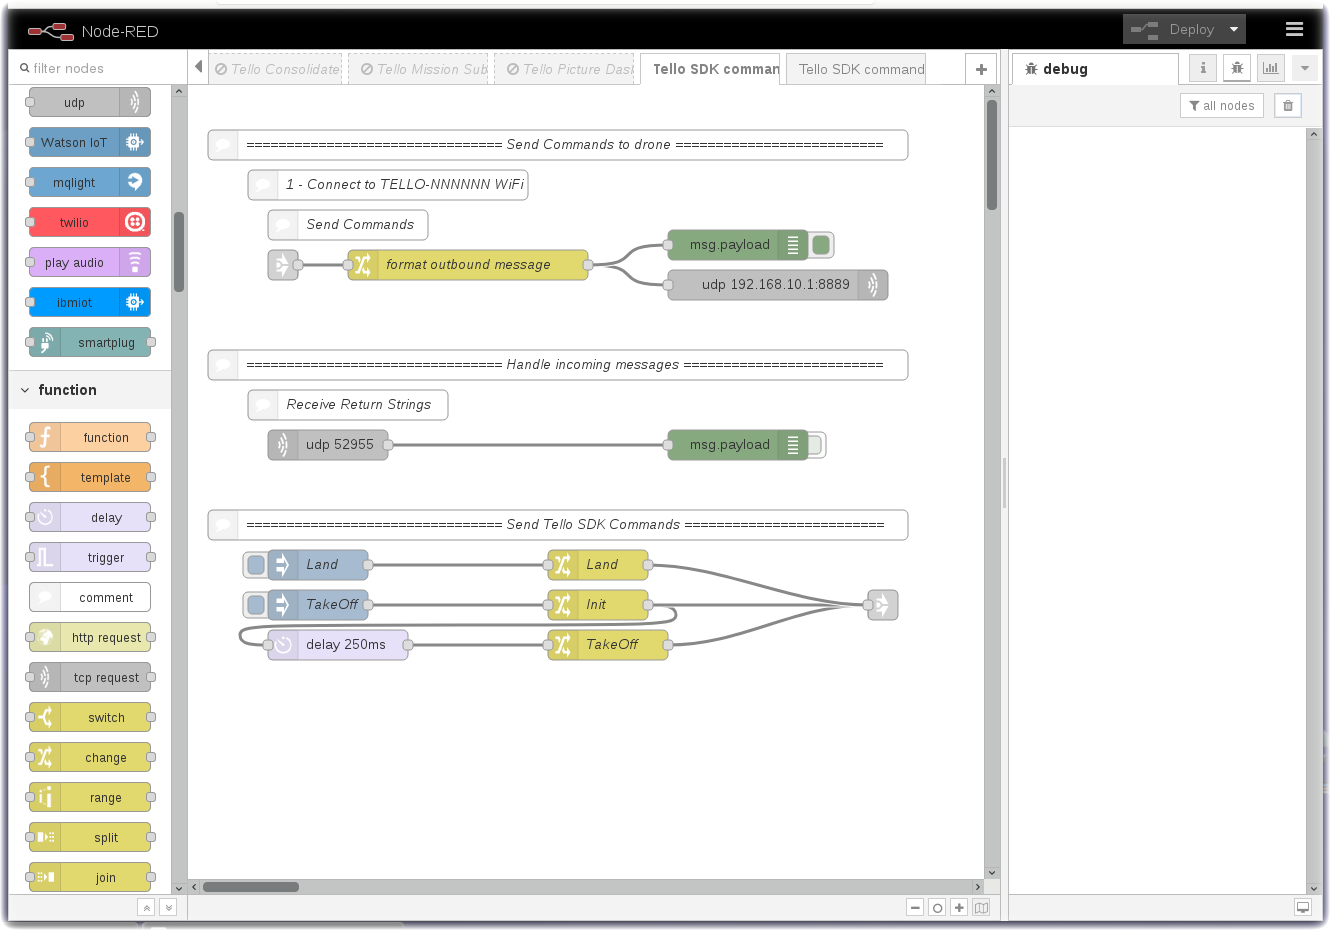 Node-RED
Deploy
filter nodes
Tello Consolidate
Tello Mission Sub
Tello Picture Das
Tello SDK comman
Tello SDK command
debug
all nodes
udp
Watson IoT
mqlight
twilio
play audio
ibmiot
smartplug
function
function
template
delay
trigger
comment
http request
tcp request
switch
change
range
split
join
================================ Send Commands to drone ==========================
1 - Connect to TELLO-NNNNNN WiFi
Send Commands
format outbound message
msg.payload
udp 192.168.10.1:8889
================================ Handle incoming messages =========================
Receive Return Strings
udp 52955
msg.payload
================================ Send Tello SDK Commands =========================
Land
Land
TakeOff
Init
delay 250ms
TakeOff